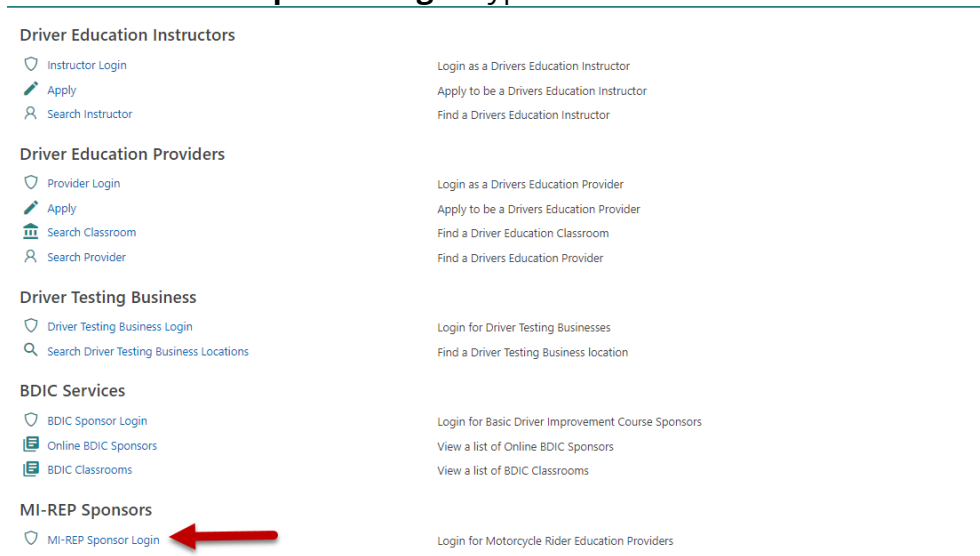 Driver Education Instructors
Instructor Login Login as a Drivers Education Instructor
Apply Apply to be a Drivers Education Instructor
Search Instructor Find a Drivers Education Instructor
Driver Education Providers
Provider Login Login as a Drivers Education Provider
Apply Apply to be a Drivers Education Provider
Search Classroom Find a Driver Education Classroom
Search Provider Find a Drivers Education Provider
Driver Testing Business
Driver Testing Business Login Login for Driver Testing Businesses
Search Driver Testing Business Locations Find a Driver Testing Business location
BDIC Services
BDIC Sponsor Login Login for Basic Driver Improvement Course Sponsors
Online BDIC Sponsors View a list of Online BDIC Sponsors
BDIC Classrooms View a list of BDIC Classrooms
MI-REP Sponsors
MI-REP Sponsor Login Login for Motorcycle Rider Education Providers